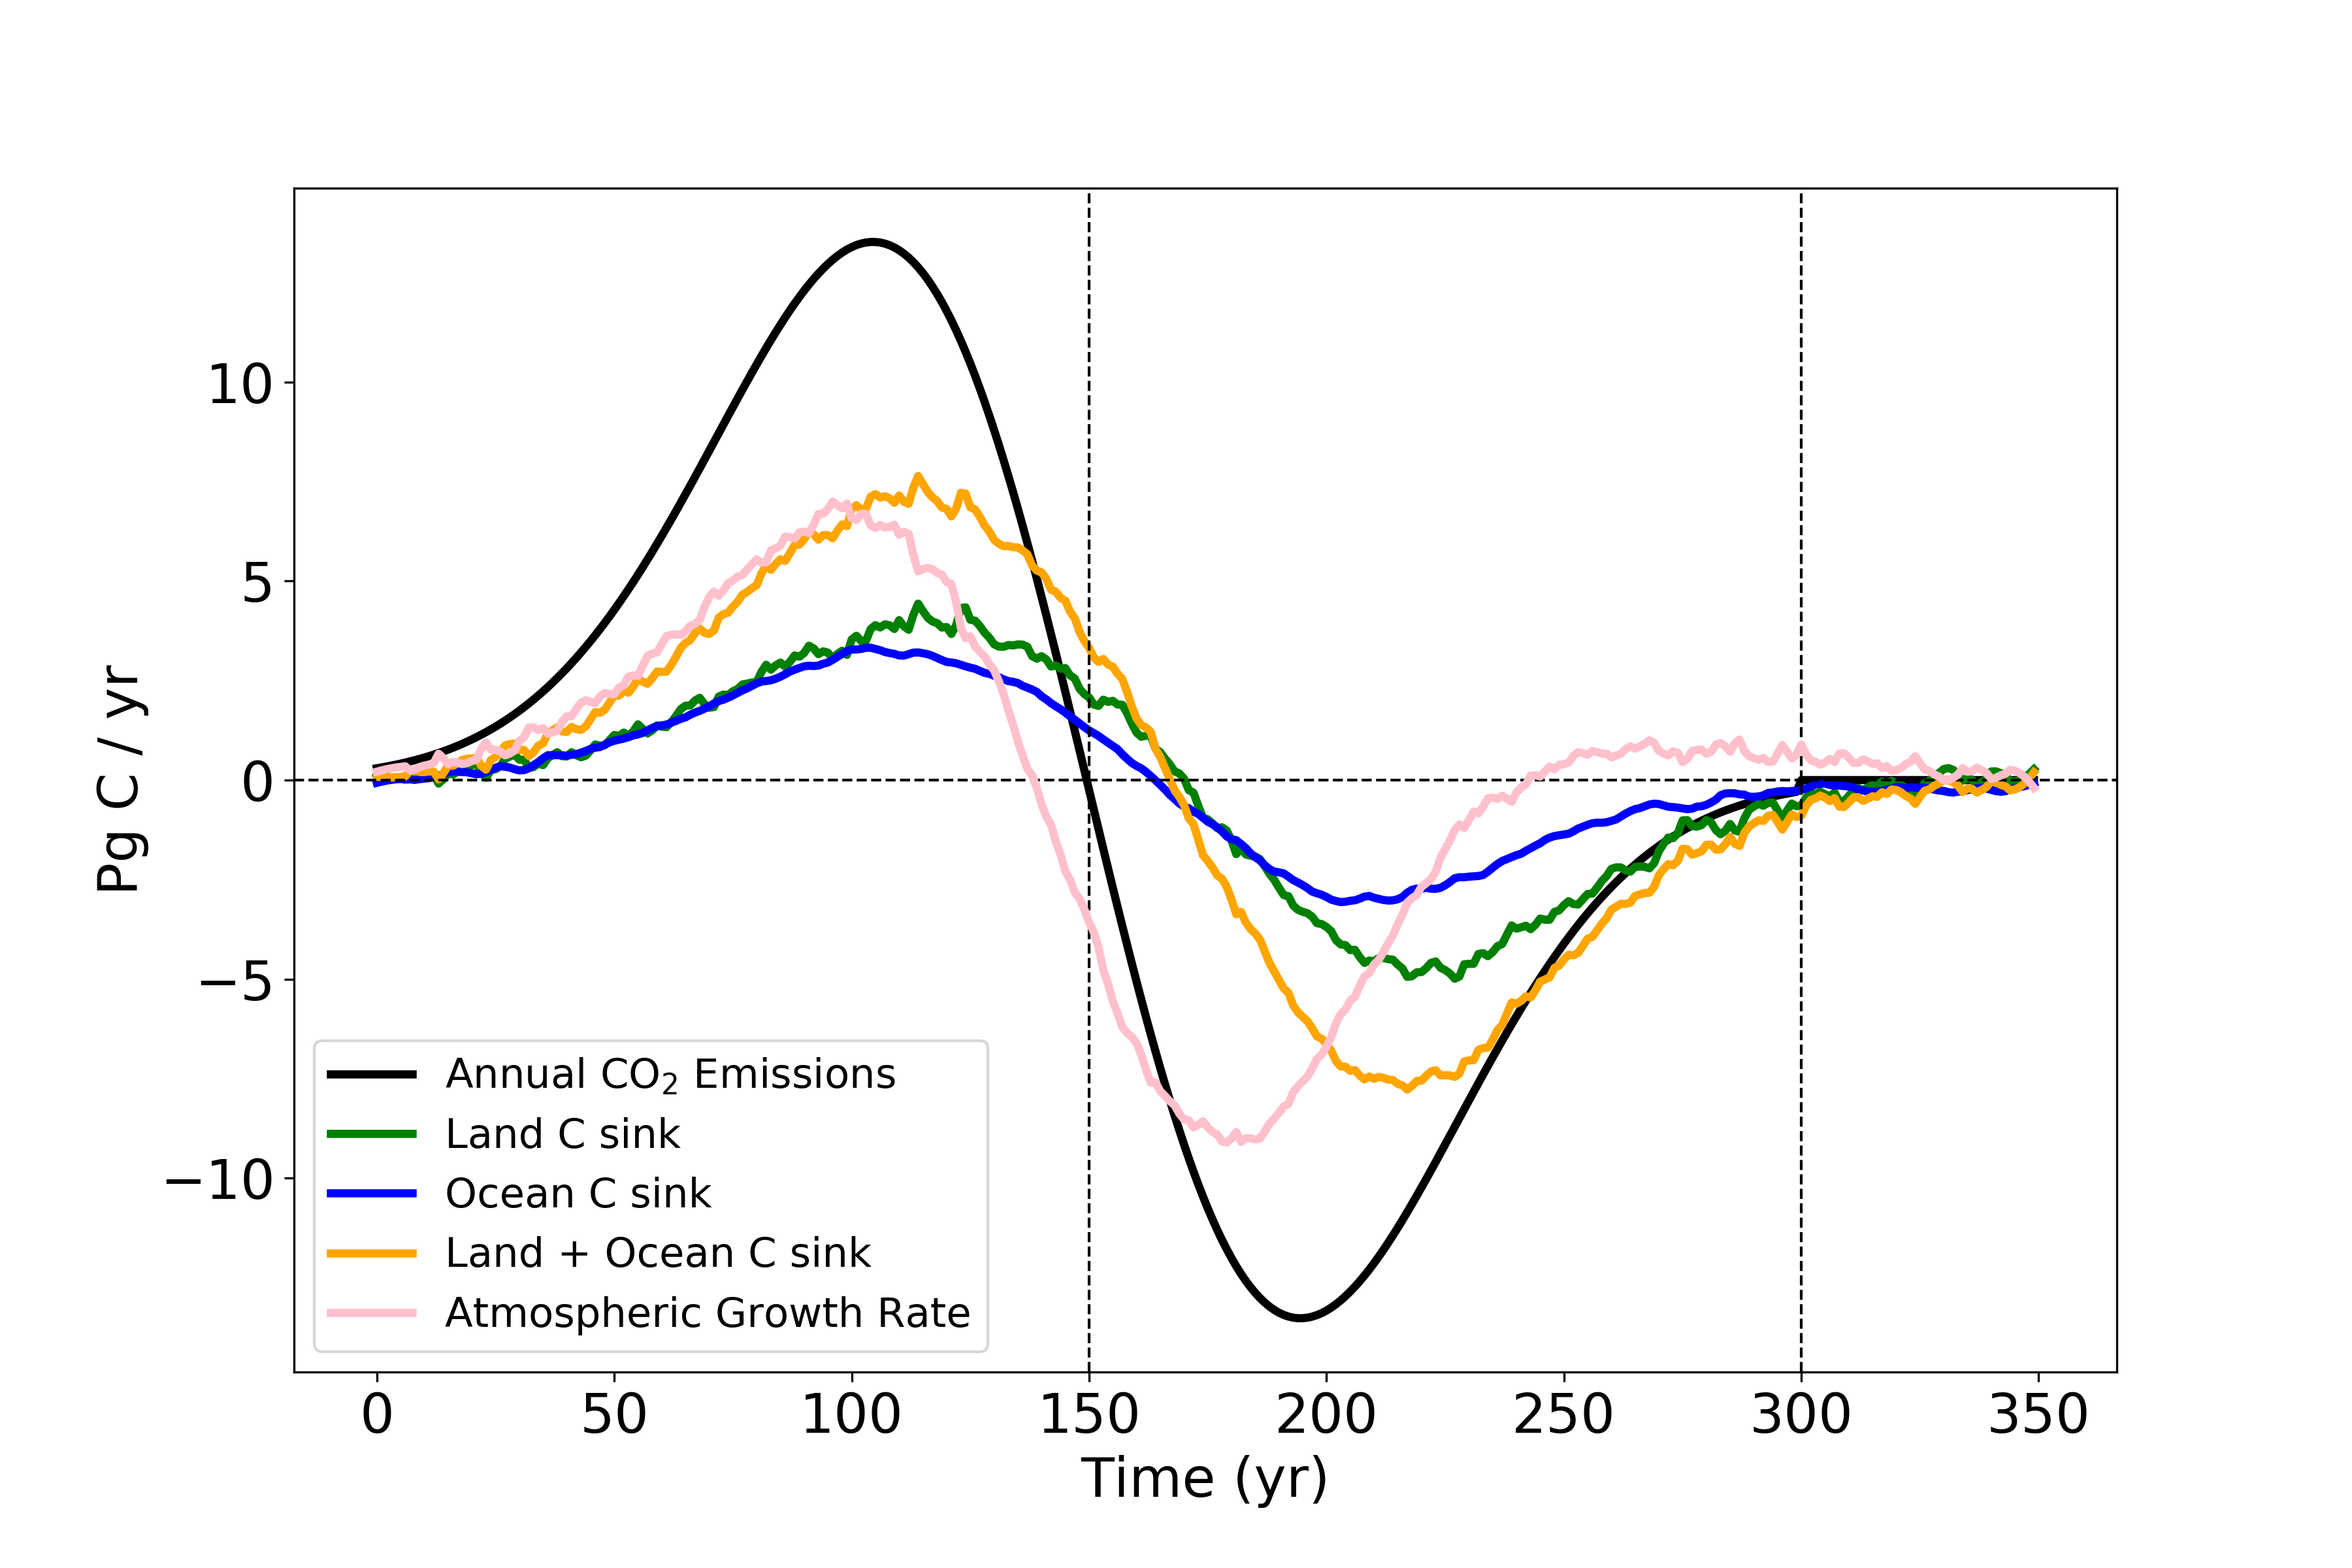 10
5
0
−5
−10
Pg C / yr
Annual CO₂ Emissions
Land C sink
Ocean C sink
Land + Ocean C sink
Atmospheric Growth Rate
0 50 100 150 200 250 300 350
Time (yr)